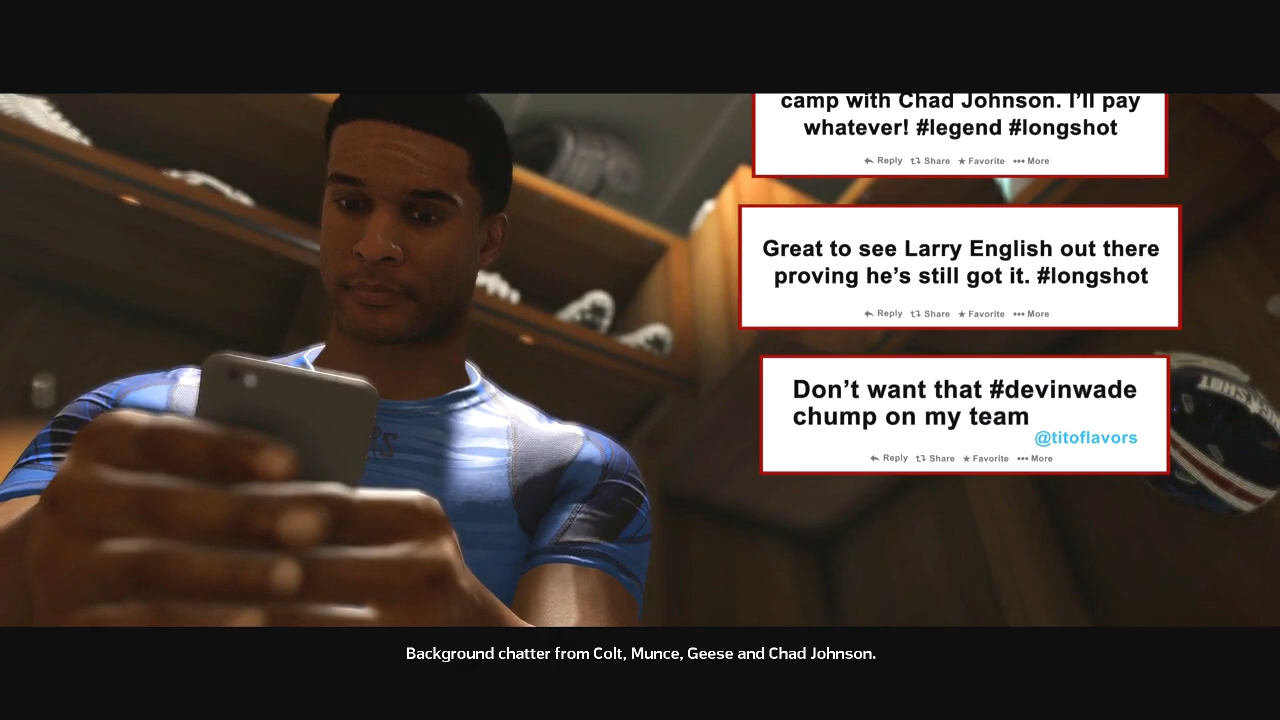 camp with Chad Johnson. I'll pay
whatever! #legend #longshot
Reply Share Favorite More
Great to see Larry English out there
proving he's still got it. #longshot
Reply Share Favorite More
Don't want that #devinwade
chump on my team
@titoflavors
Reply Share Favorite More
Background chatter from Colt, Munce, Geese and Chad Johnson.